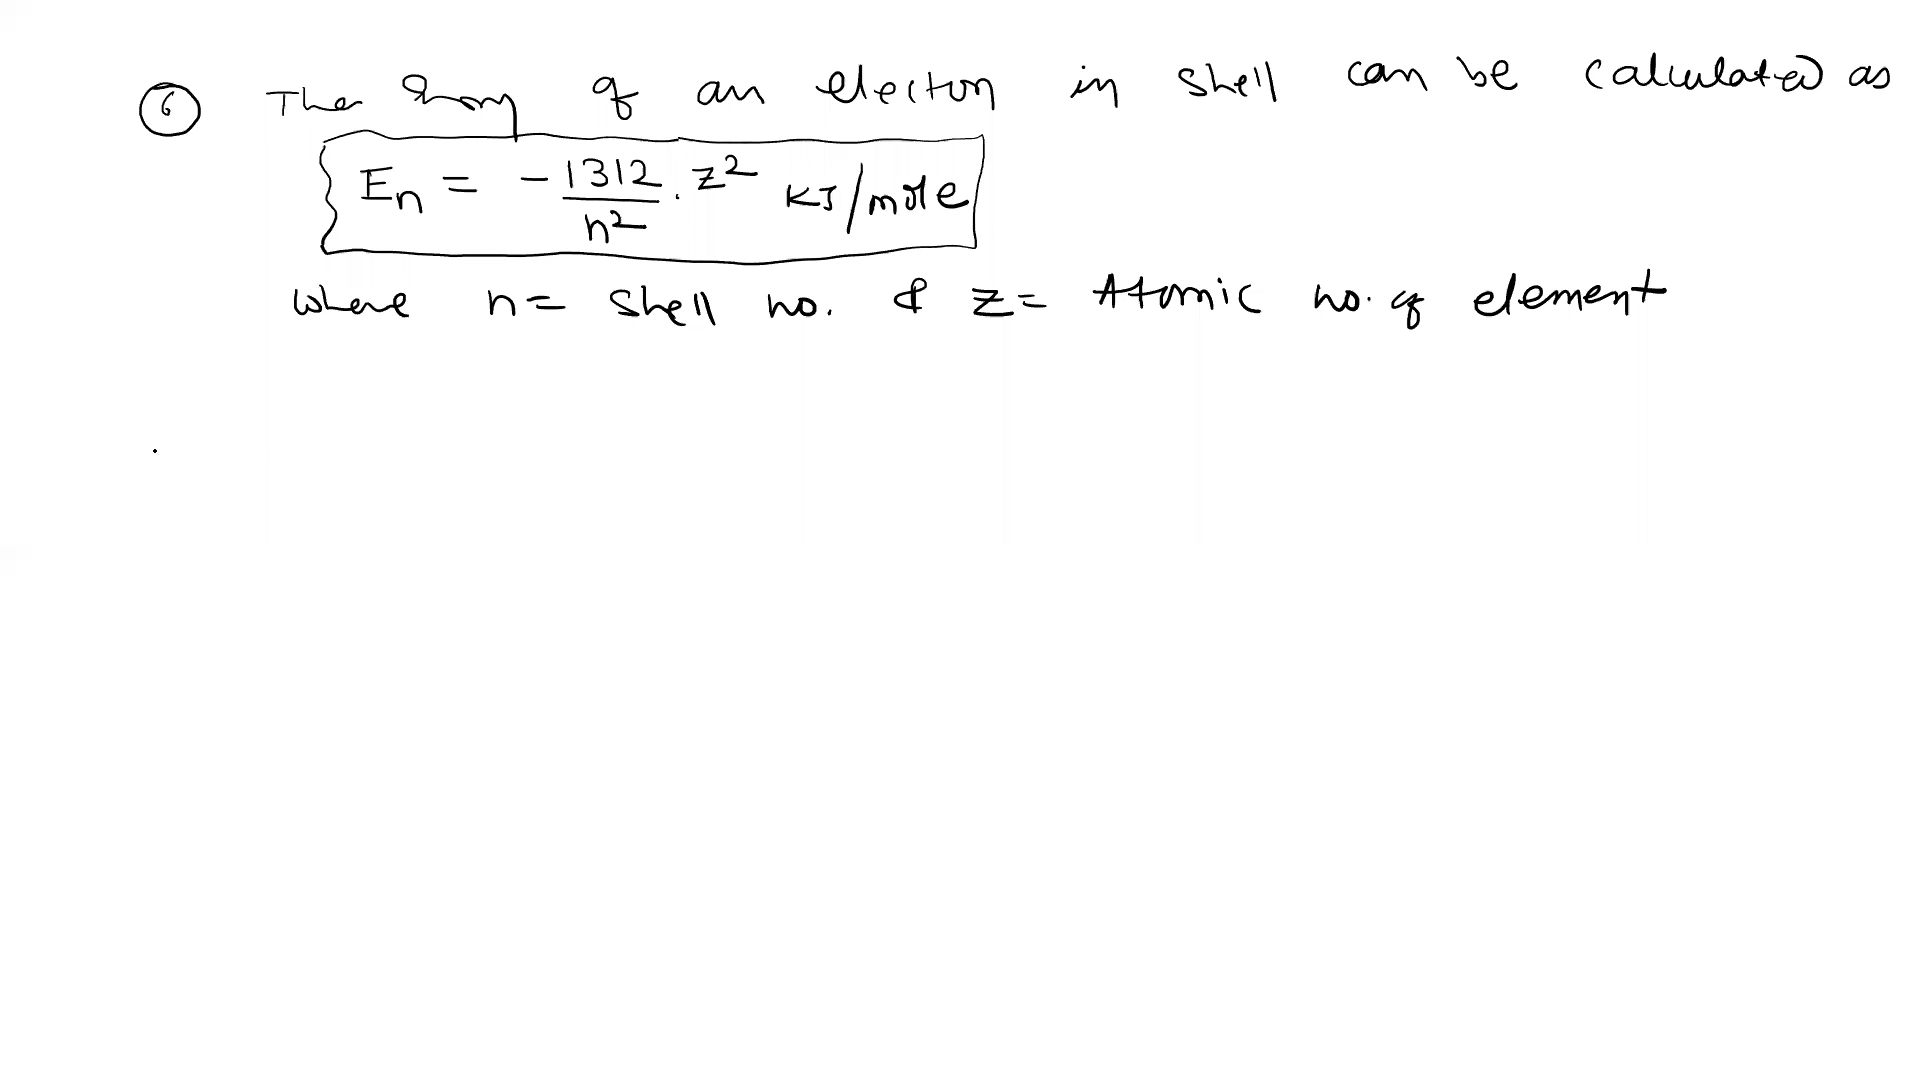 ⑥ The Energy of an electron in shell can be calculated as
En = -1312/n² . z² KJ/mole
where n = shell no. & z = Atomic no. of element